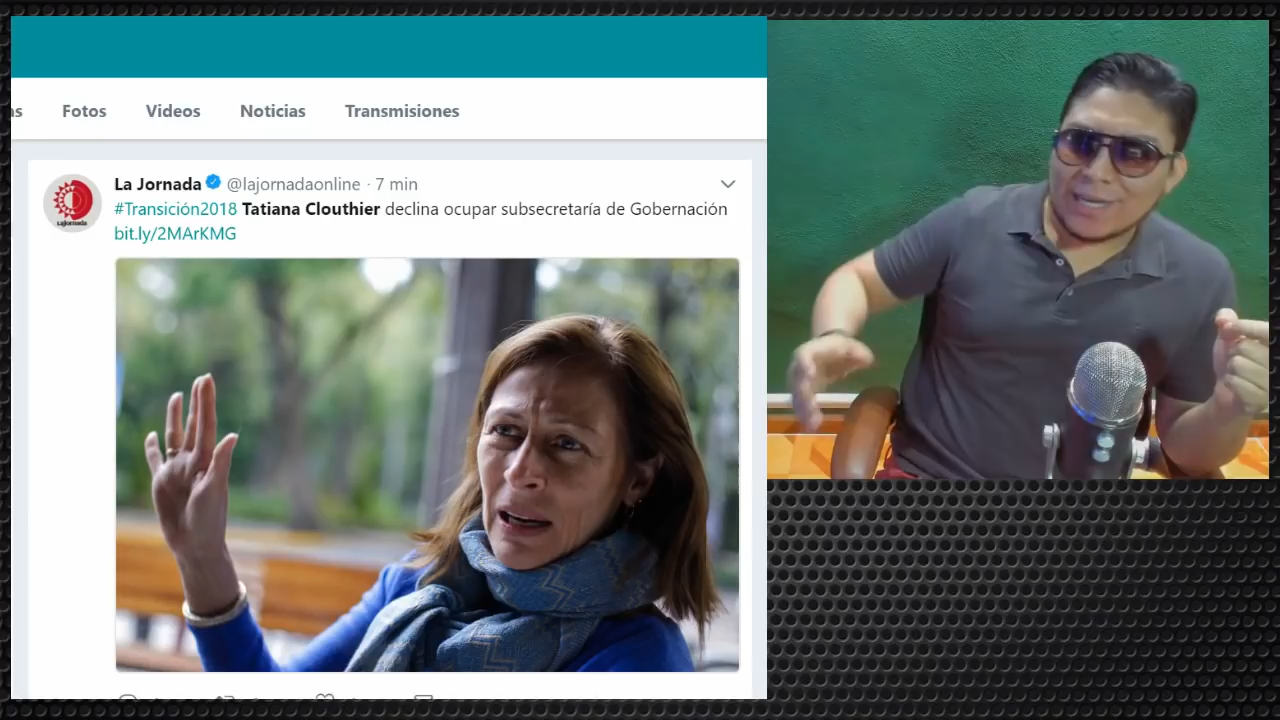 Fotos Videos Noticias Transmisiones
La Jornada @lajornadaonline · 7 min
#Transición2018 Tatiana Clouthier declina ocupar subsecretaría de Gobernación
bit.ly/2MArKMG